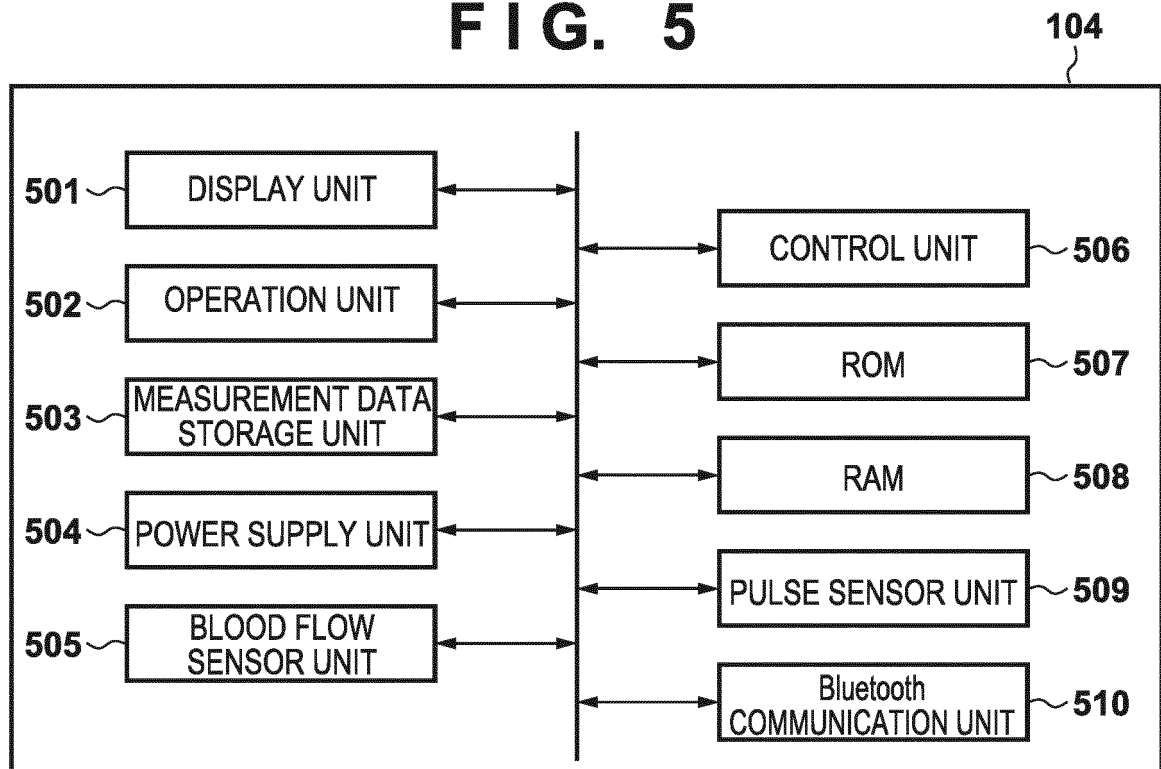 FIG. 5
104
501
DISPLAY UNIT
502
OPERATION UNIT
503
MEASUREMENT DATA
STORAGE UNIT
504
POWER SUPPLY UNIT
505
BLOOD FLOW
SENSOR UNIT
CONTROL UNIT
506
ROM
507
RAM
508
PULSE SENSOR UNIT
509
Bluetooth
COMMUNICATION UNIT
510